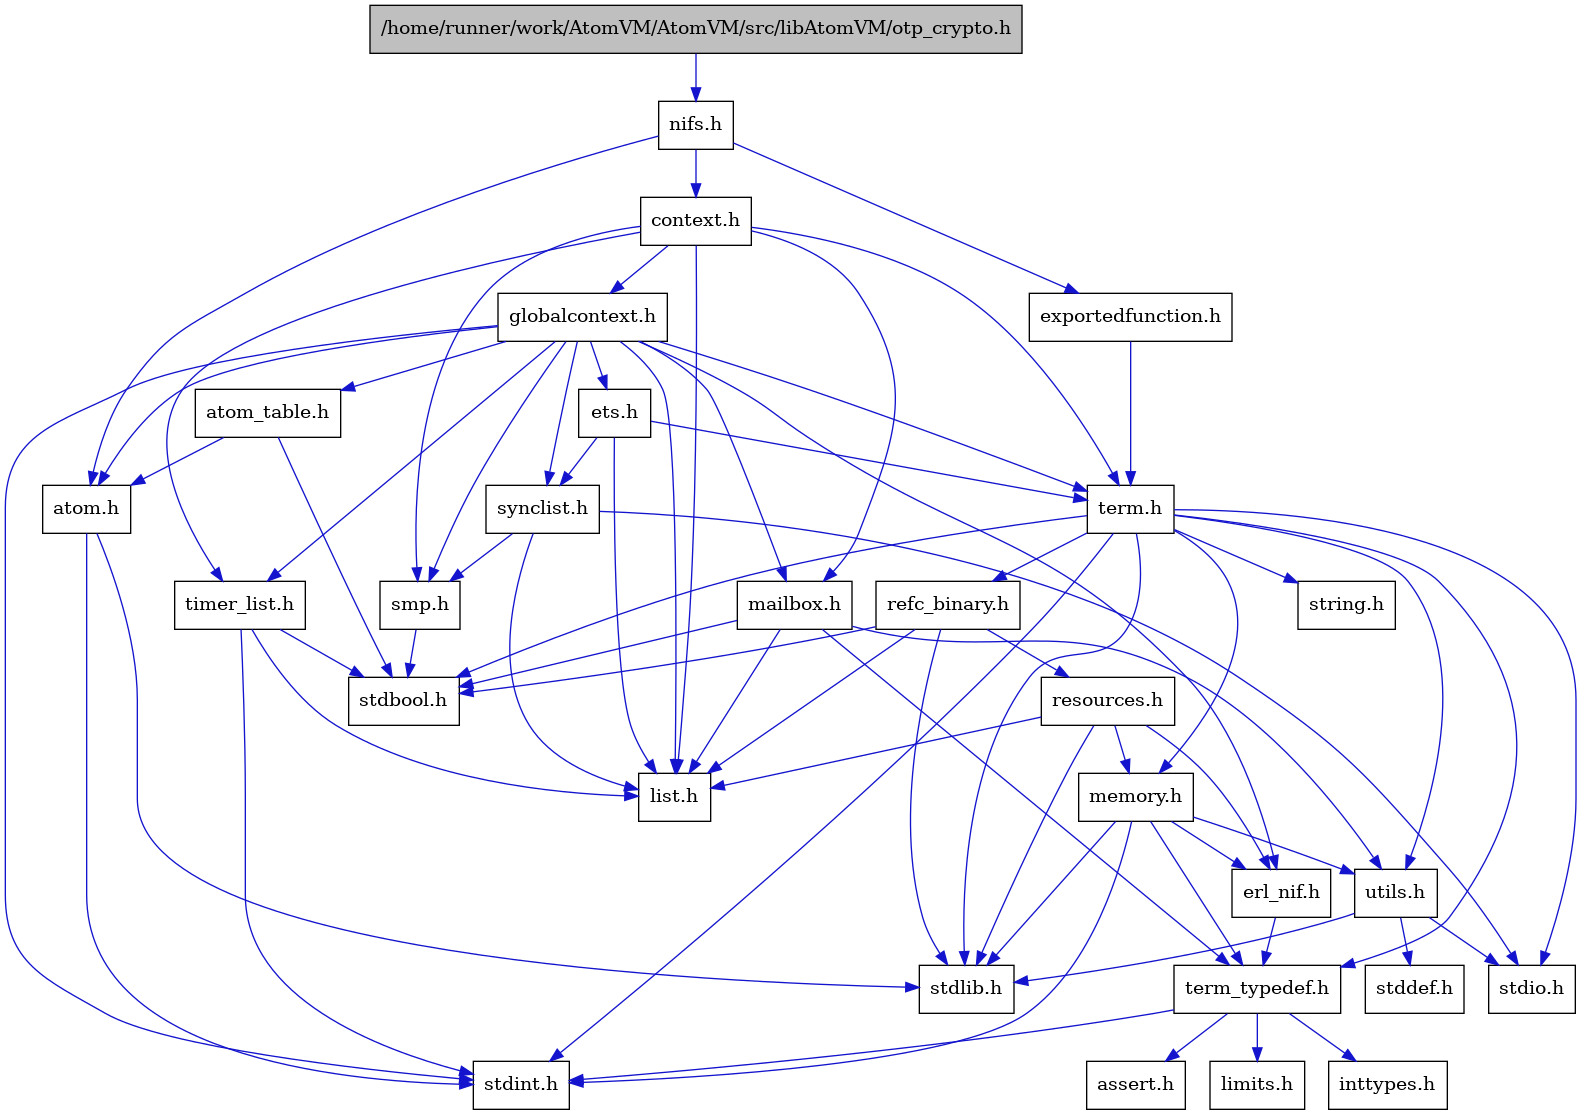 /home/runner/work/AtomVM/AtomVM/src/libAtomVM/otp_crypto.h
nifs.h
context.h
globalcontext.h
exportedfunction.h
atom_table.h
ets.h
atom.h
synclist.h
term.h
timer_list.h
smp.h
mailbox.h
refc_binary.h
string.h
stdbool.h
resources.h
list.h
memory.h
erl_nif.h
utils.h
stdlib.h
term_typedef.h
stddef.h
stdio.h
stdint.h
assert.h
limits.h
inttypes.h